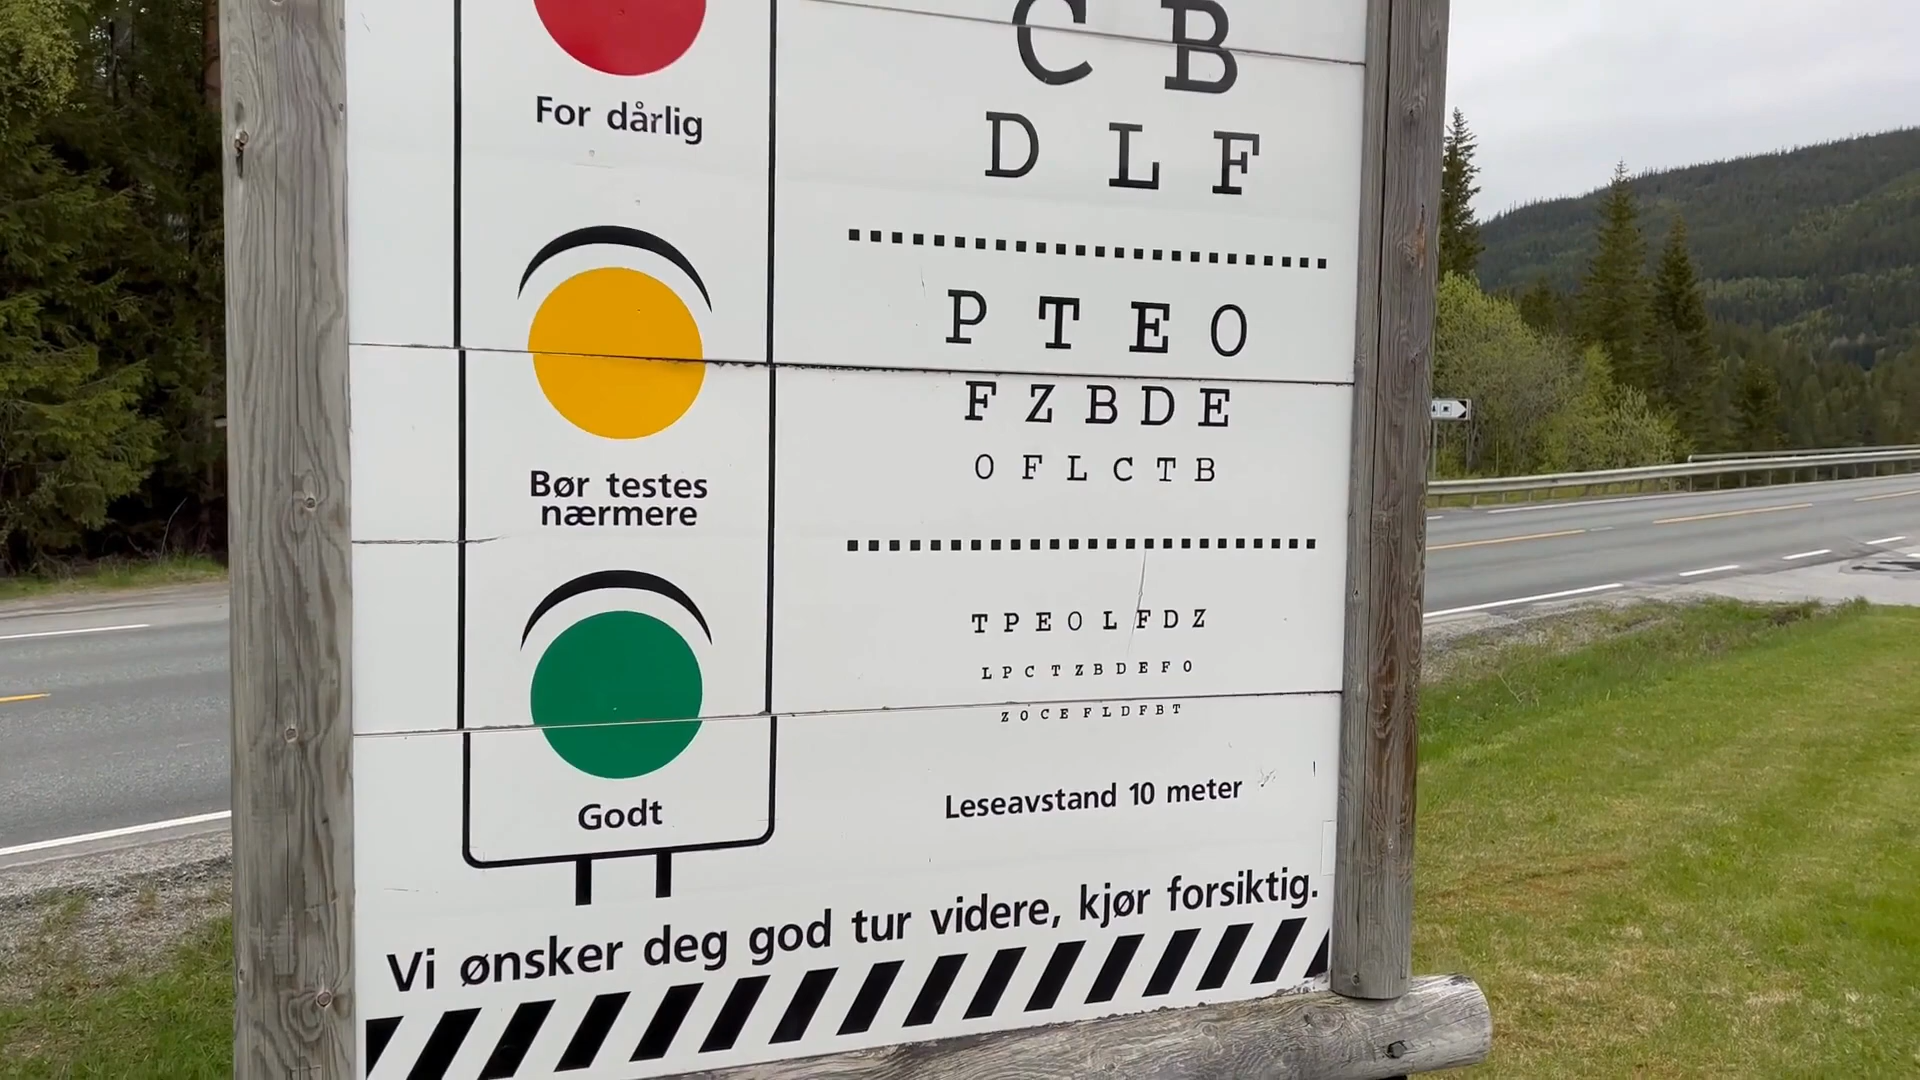 C B
D L F
For dårlig
P T E O
F Z B D E
O F L C T B
Bør testes
nærmere
T P E O L F D Z
L P C T Z B D E F O
Z O C E F L D F B T
Godt
Leseavstand 10 meter
Vi ønsker deg god tur videre, kjør forsiktig.